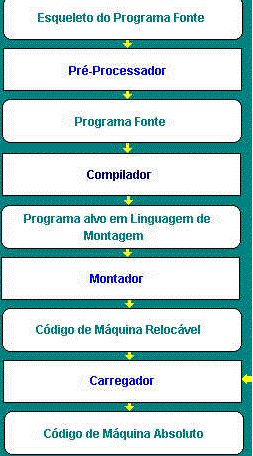 Esqueleto do Programa Fonte
Pré-Processador
Programa Fonte
Compilador
Programa alvo em Linguagem de
Montagem
Montador
Código de Máquina Relocável
Carregador
Código de Máquina Absoluto